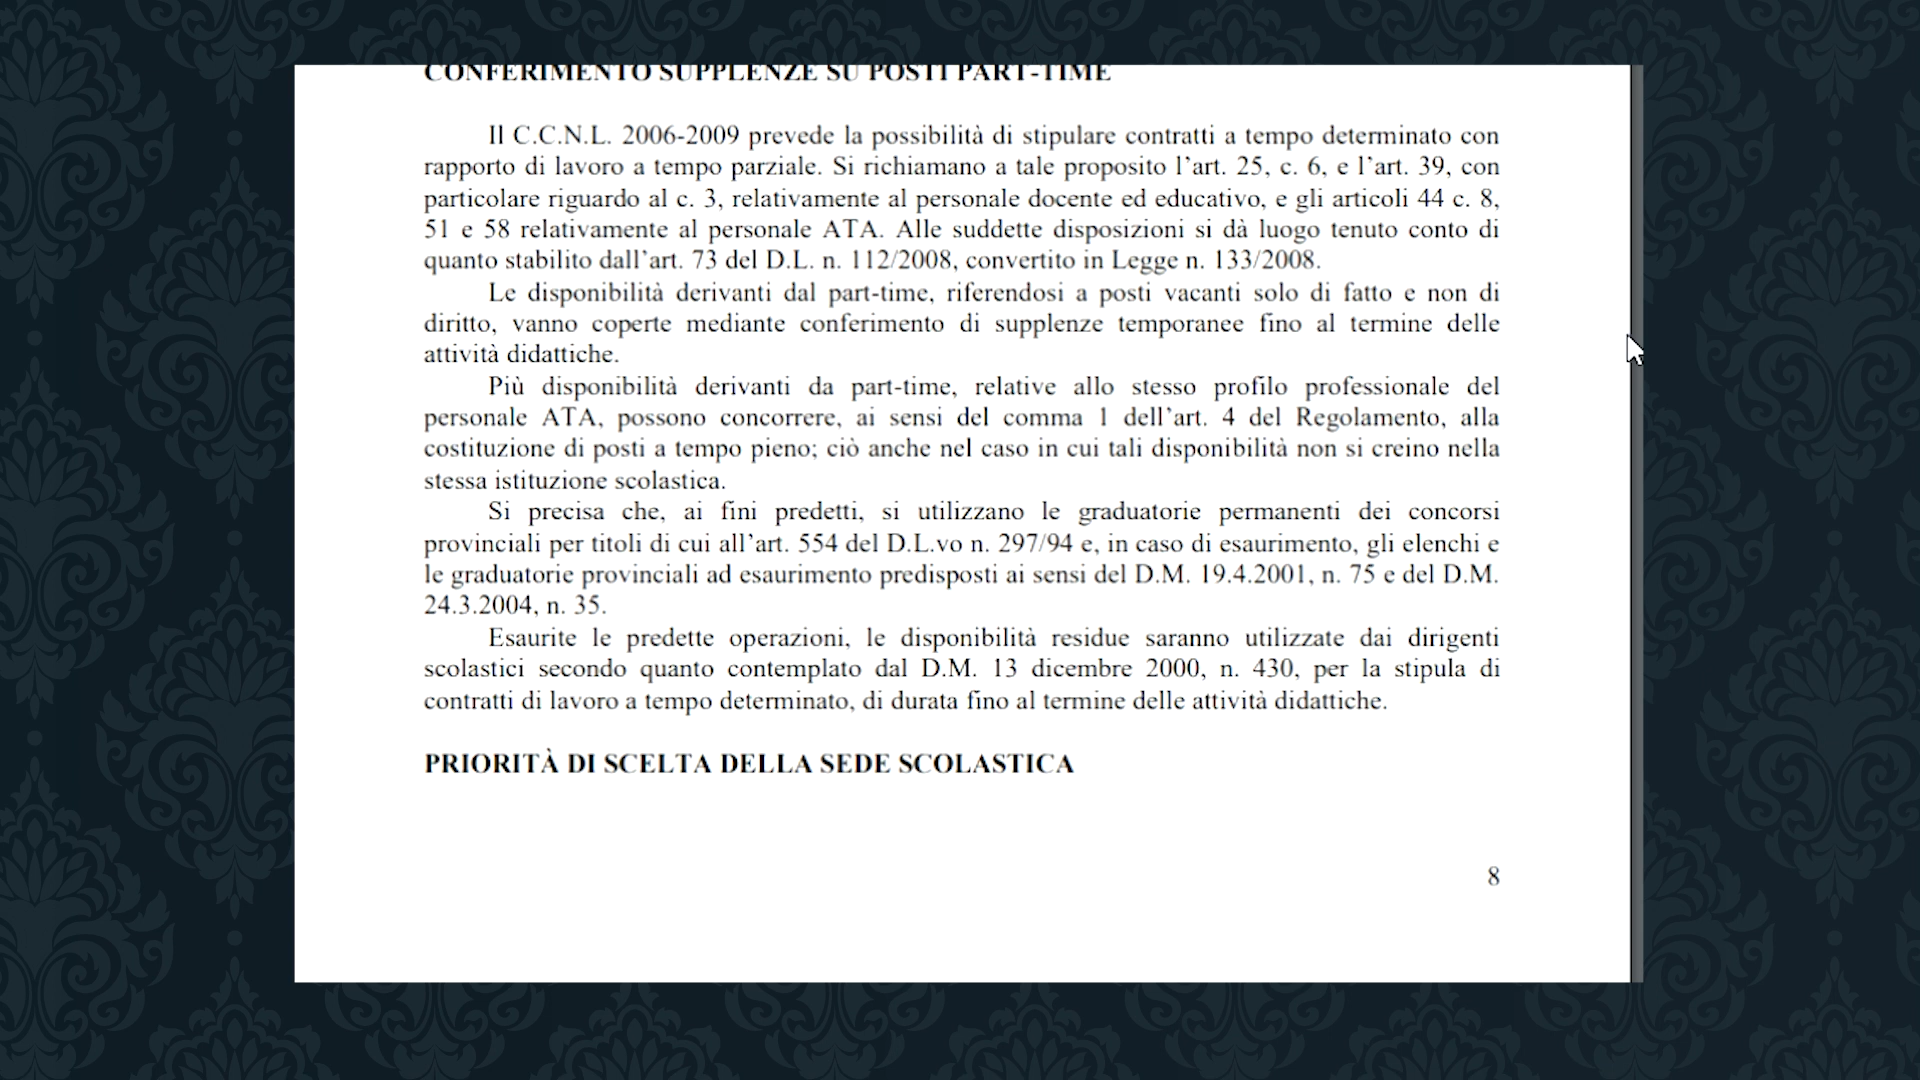 CONFERIMENTO SUPPLENZE SU POSTI PART-TIME
Il C.C.N.L. 2006-2009 prevede la possibilità di stipulare contratti a tempo determinato con
rapporto di lavoro a tempo parziale. Si richiamano a tale proposito l'art. 25, c. 6, e l'art. 39, con
particolare riguardo al c. 3, relativamente al personale docente ed educativo, e gli articoli 44 c. 8,
51 e 58 relativamente al personale ATA. Alle suddette disposizioni si dà luogo tenuto conto di
quanto stabilito dall'art. 73 del D.L. n. 112/2008, convertito in Legge n. 133/2008.
Le disponibilità derivanti dal part-time, riferendosi a posti vacanti solo di fatto e non di
diritto, vanno coperte mediante conferimento di supplenze temporanee fino al termine delle
attività didattiche.
Più disponibilità derivanti da part-time, relative allo stesso profilo professionale del
personale ATA, possono concorrere, ai sensi del comma 1 dell'art. 4 del Regolamento, alla
costituzione di posti a tempo pieno; ciò anche nel caso in cui tali disponibilità non si creino nella
stessa istituzione scolastica.
Si precisa che, ai fini predetti, si utilizzano le graduatorie permanenti dei concorsi
provinciali per titoli di cui all'art. 554 del D.L.vo n. 297/94 e, in caso di esaurimento, gli elenchi e
le graduatorie provinciali ad esaurimento predisposti ai sensi del D.M. 19.4.2001, n. 75 e del D.M.
24.3.2004, n. 35.
Esaurite le predette operazioni, le disponibilità residue saranno utilizzate dai dirigenti
scolastici secondo quanto contemplato dal D.M. 13 dicembre 2000, n. 430, per la stipula di
contratti di lavoro a tempo determinato, di durata fino al termine delle attività didattiche.
PRIORITÀ DI SCELTA DELLA SEDE SCOLASTICA
8